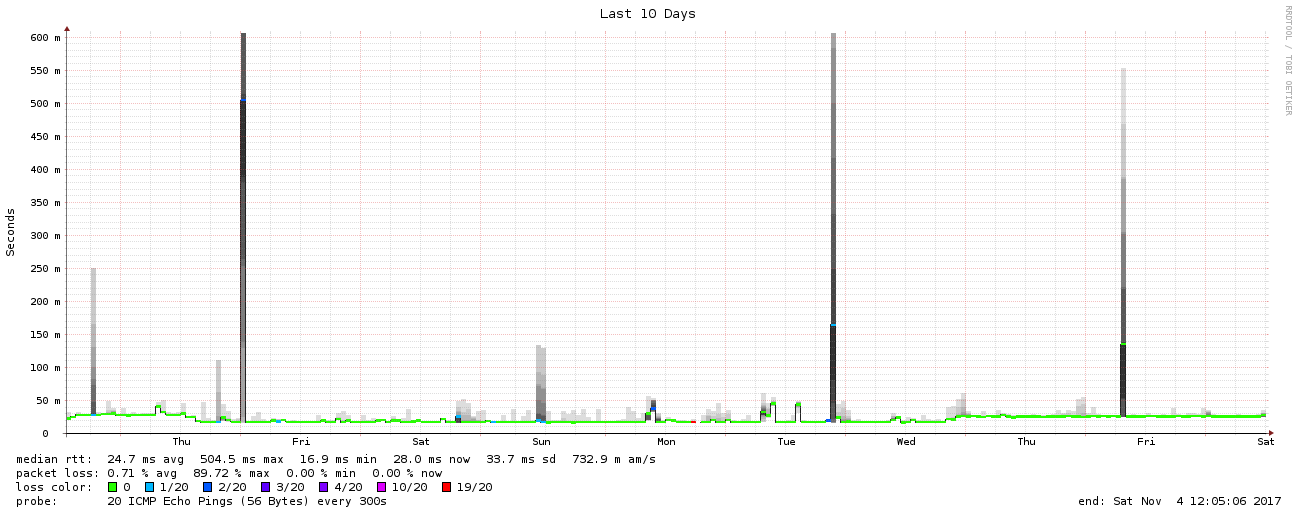 Last 10 Days
RRDTOOL / TOBI OETIKER
Seconds
600 m
550 m
500 m
450 m
400 m
350 m
300 m
250 m
200 m
150 m
100 m
50 m
0
Thu Fri Sat Sun Mon Tue Wed Thu Fri Sat
median rtt: 24.7 ms avg 504.5 ms max 16.9 ms min 28.0 ms now 33.7 ms sd 732.9 m am/s
packet loss: 0.71 % avg 89.72 % max 0.00 % min 0.00 % now
loss color: 0 1/20 2/20 3/20 4/20 10/20 19/20
probe: 20 ICMP Echo Pings (56 Bytes) every 300s end: Sat Nov 4 12:05:06 2017